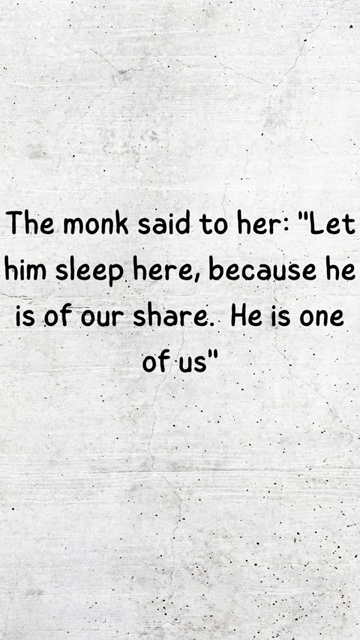 The monk said to her: "Let
him sleep here, because he
is of our share.  He is one
of us"